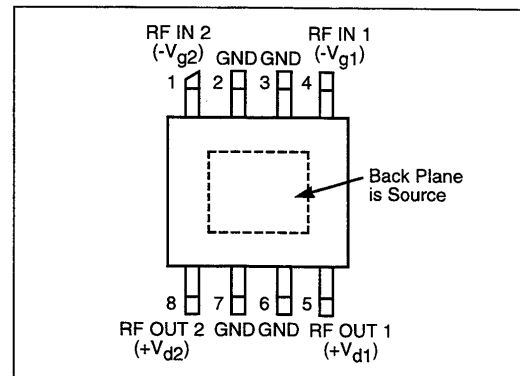 RF IN 2 RF IN 1
(-Vg2) GND GND (-Vg1)
1 2 3 4
Back Plane
is Source
8 7 6 5
RF OUT 2 GND GND RF OUT 1
(+Vd2) (+Vd1)